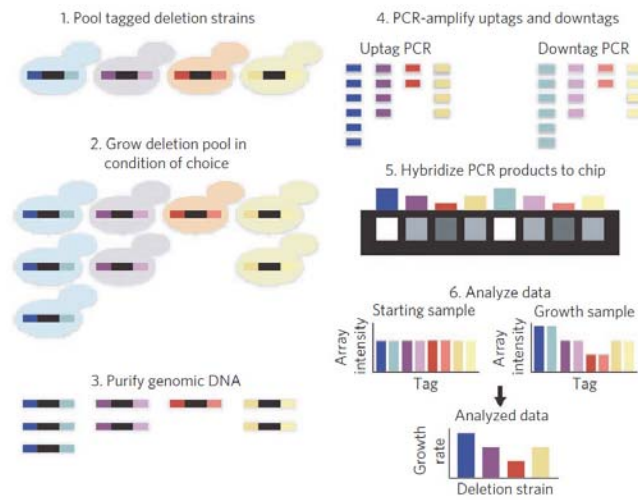 1. Pool tagged deletion strains
2. Grow deletion pool in
condition of choice
3. Purify genomic DNA
4. PCR-amplify uptags and downtags
Uptag PCR
Downtag PCR
5. Hybridize PCR products to chip
6. Analyze data
Starting sample
Array
intensity
Tag
Growth sample
Array
intensity
Tag
Analyzed data
Growth
rate
Deletion strain